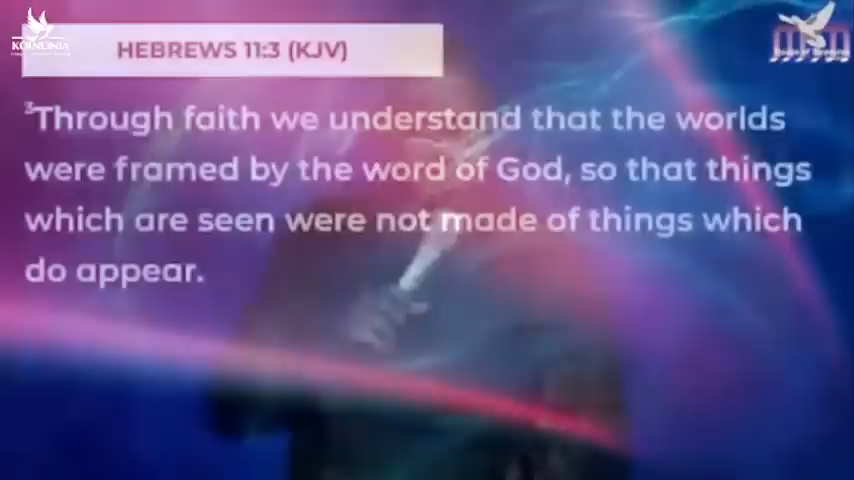 KOINONIA
HEBREWS 11:3 (KJV)
³Through faith we understand that the worlds
were framed by the word of God, so that things
which are seen were not made of things which
do appear.